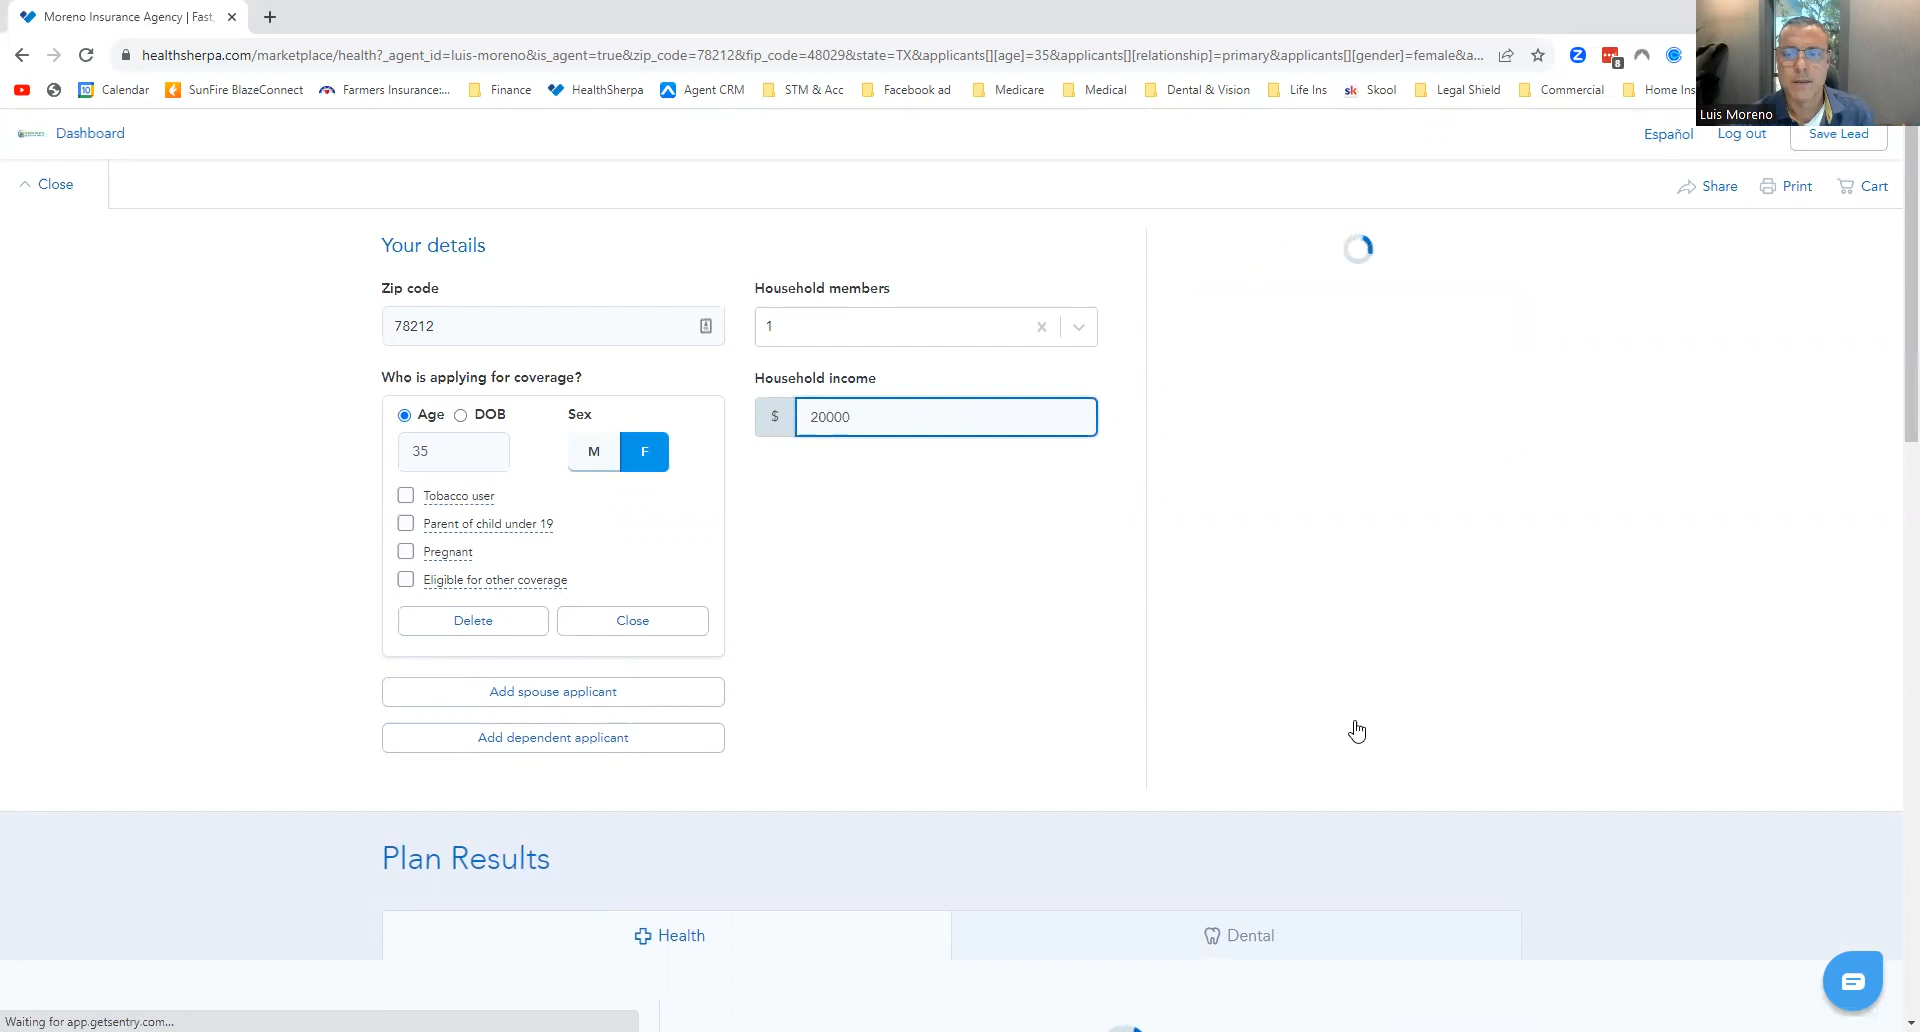 Moreno Insurance Agency | Fast,
healthsherpa.com/marketplace/health?_agent_id=luis-moreno&is_agent=true&zip_code=78212&fip_code=48029&state=TX&applicants[][age]=35&applicants[][relationship]=primary&applicants[][gender]=female&a...
8
10 Calendar
SunFire BlazeConnect
Farmers Insurance:...
Finance
HealthSherpa
Agent CRM
STM & Acc
Facebook ad
Medicare
Medical
Dental & Vision
Life Ins
sk Skool
Legal Shield
Commercial
Home Ins
Luis Moreno
Dashboard
Español
Log out
Save Lead
Close
Share
Print
Cart
Your details
Zip code
78212
Household members
1
Who is applying for coverage?
Age
DOB
Sex
35
M
F
Household income
$ 20000
Tobacco user
Parent of child under 19
Pregnant
Eligible for other coverage
Delete
Close
Add spouse applicant
Add dependent applicant
Plan Results
Health
Dental
Waiting for app.getsentry.com...